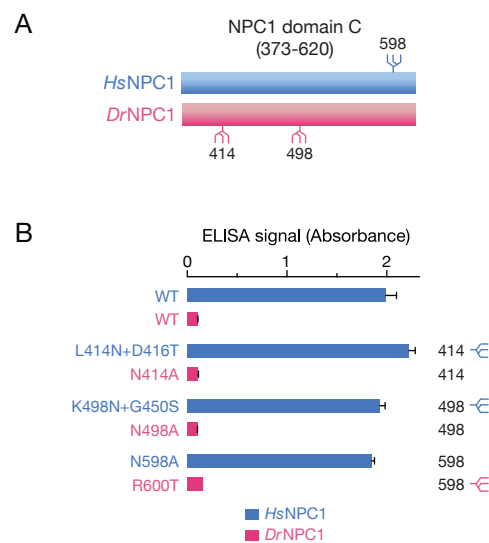 A
NPC1 domain C
(373-620)
598
HsNPC1
DrNPC1
414 498
B
ELISA signal (Absorbance)
0 1 2
WT
WT
L414N+D416T 414
N414A 414
K498N+G450S 498
N498A 498
N598A 598
R600T 598
HsNPC1
DrNPC1